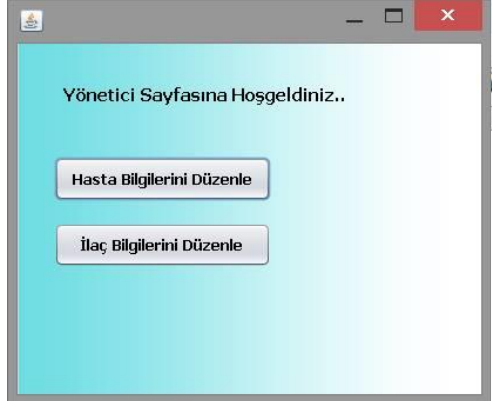 Yönetici Sayfasına Hoşgeldiniz..
Hasta Bilgilerini Düzenle
İlaç Bilgilerini Düzenle